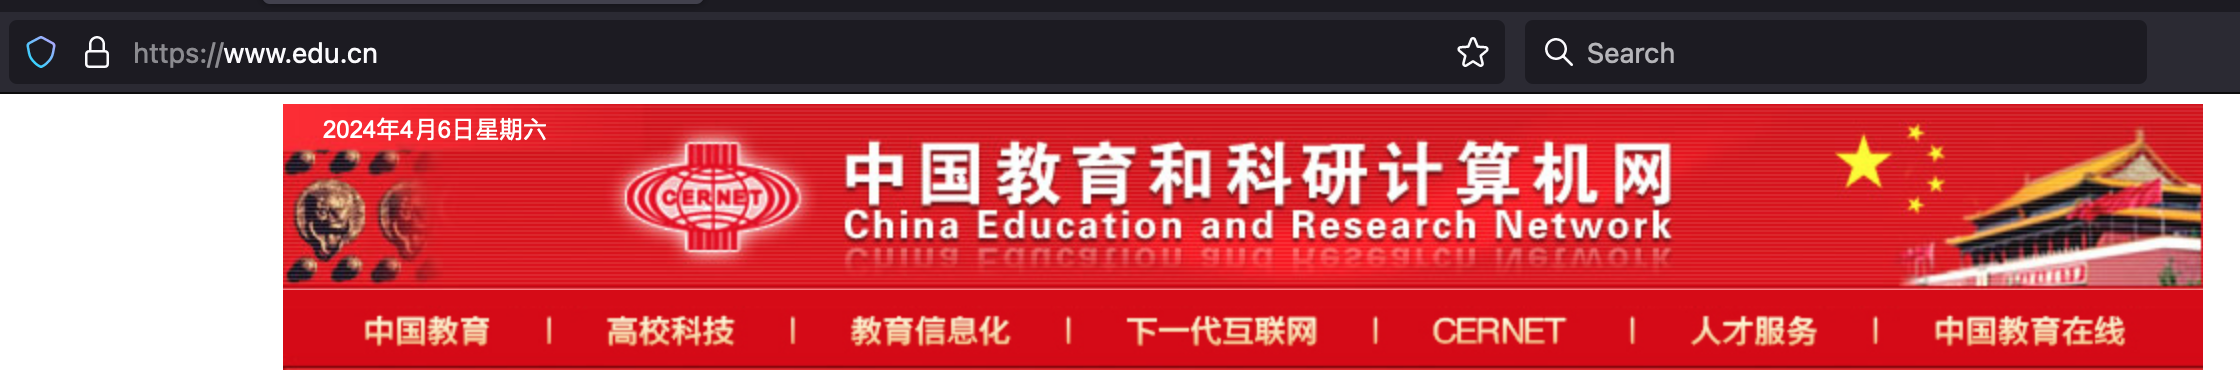 https://www.edu.cn
Search
2024年4月6日星期六
CERNET
中国教育和科研计算机网
China Education and Research Network
中国教育 | 高校科技 | 教育信息化 | 下一代互联网 | CERNET | 人才服务 | 中国教育在线